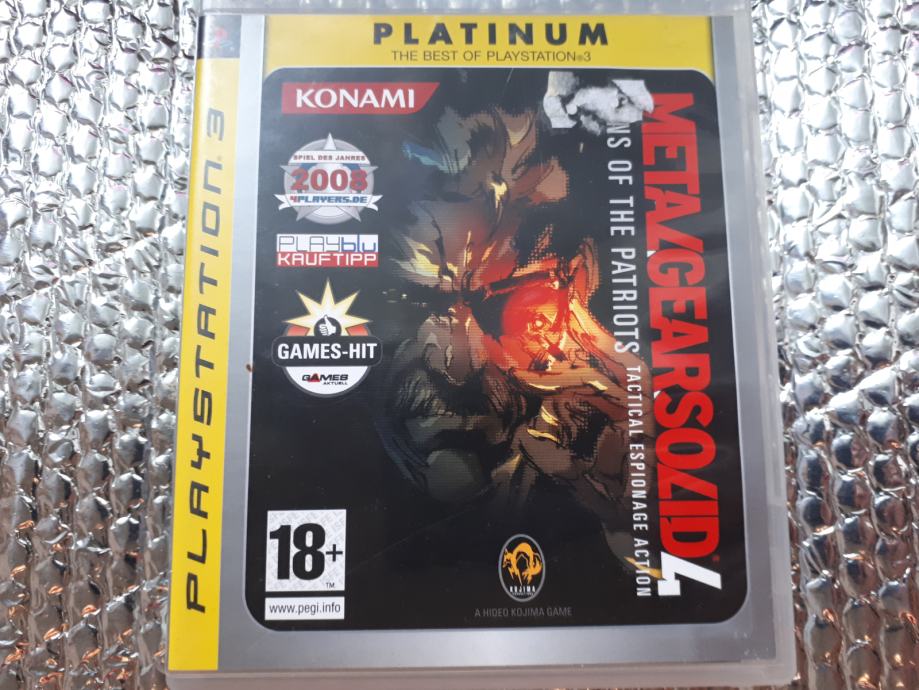 PLATINUM
THE BEST OF PLAYSTATION®3
PLAYSTATION 3
KONAMI
SPIEL DES JAHRES
2008
4PLAYERS.DE
PLAYblu
KAUFTIPP
GAMES-HIT
GAMES
AKTUELL
METAL GEAR SOLID® 4
NS OF THE PATRIOTS TACTICAL ESPIONAGE ACTION
18+
TM
www.pegi.info
KOJIMA
A HIDEO KOJIMA GAME